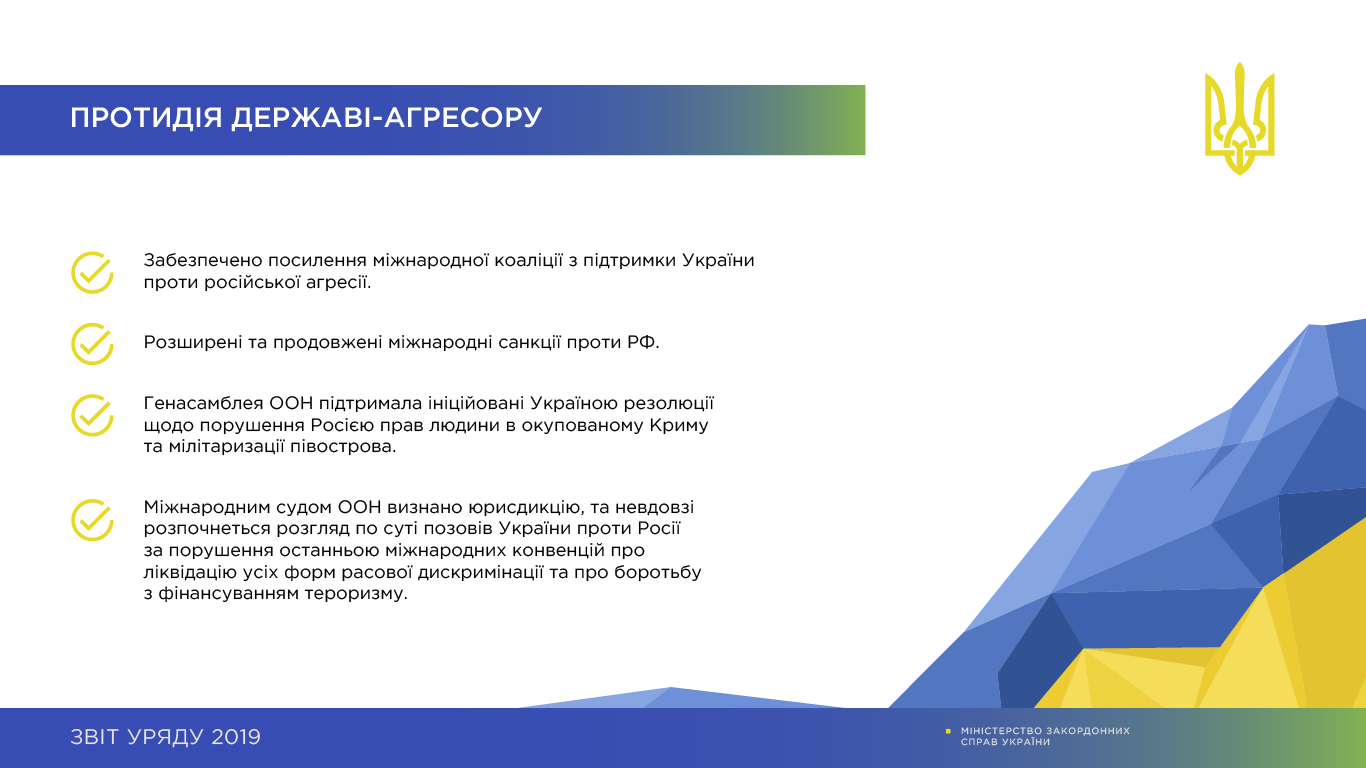 ПРОТИДІЯ ДЕРЖАВІ-АГРЕСОРУ
Забезпечено посилення міжнародної коаліції з підтримки України
проти російської агресії.
Розширені та продовжені міжнародні санкції проти РФ.
Генасамблея ООН підтримала ініційовані Україною резолюції
щодо порушення Росією прав людини в окупованому Криму
та мілітаризації півострова.
Міжнародним судом ООН визнано юрисдикцію, та невдовзі
розпочнеться розгляд по суті позовів України проти Росії
за порушення останньою міжнародних конвенцій про
ліквідацію усіх форм расової дискримінації та про боротьбу
з фінансуванням тероризму.
ЗВІТ УРЯДУ 2019
МІНІСТЕРСТВО ЗАКОРДОННИХ
СПРАВ УКРАЇНИ